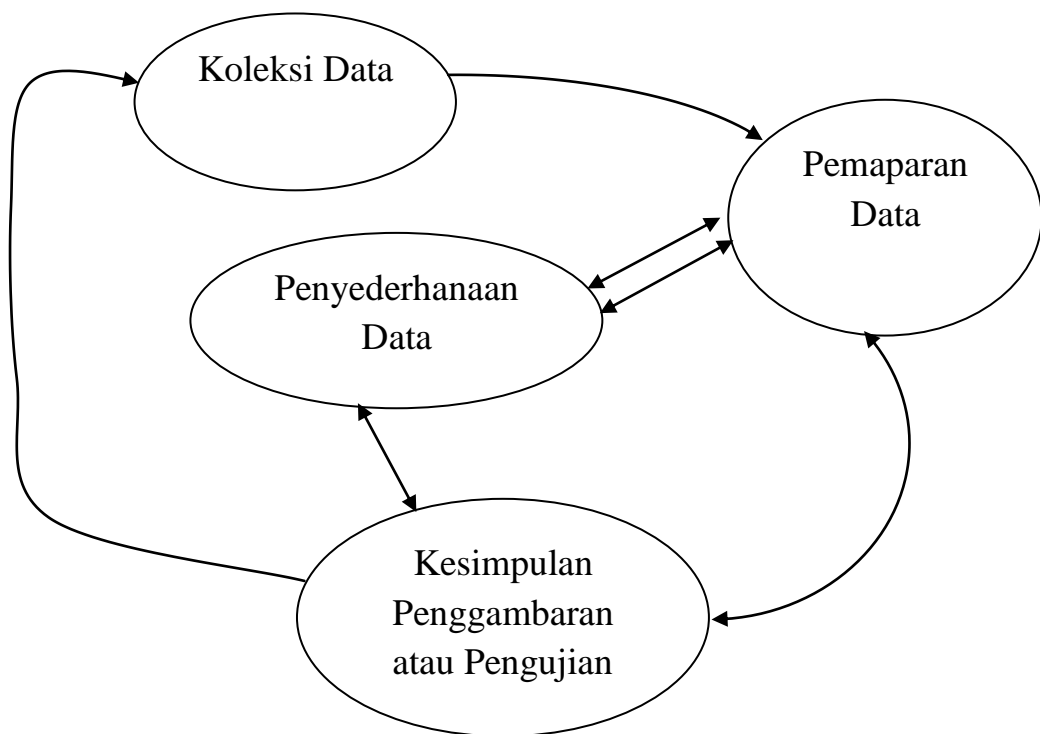 Koleksi Data
Pemaparan
Data
Penyederhanaan
Data
Kesimpulan
Penggambaran
atau Pengujian